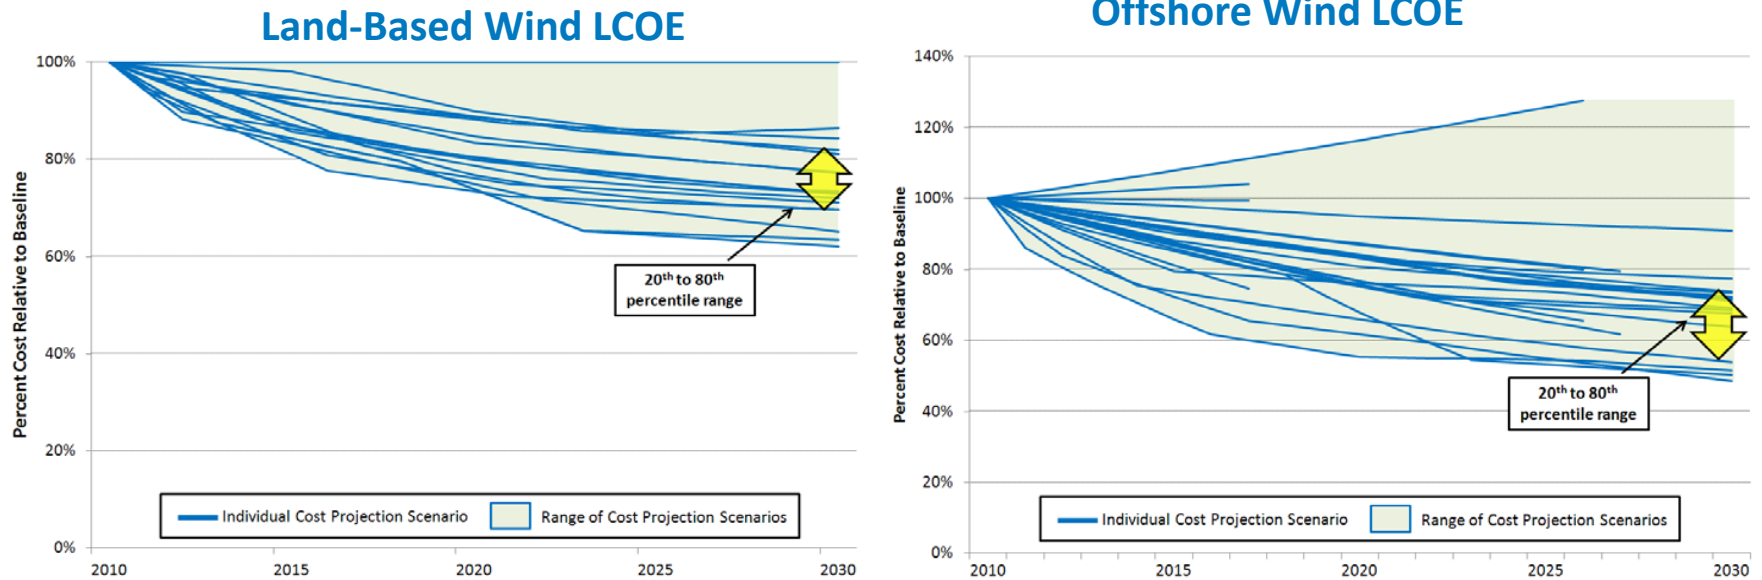 Land-Based Wind LCOE
Percent Cost Relative to Baseline
100%
80%
60%
40%
20%
0%
20th to 80th
percentile range
Individual Cost Projection Scenario
Range of Cost Projection Scenarios
2010
2015
2020
2025
2030
Offshore Wind LCOE
Percent Cost Relative to Baseline
140%
120%
100%
80%
60%
40%
20%
0%
20th to 80th
percentile range
Individual Cost Projection Scenario
Range of Cost Projection Scenarios
2010
2015
2020
2025
2030